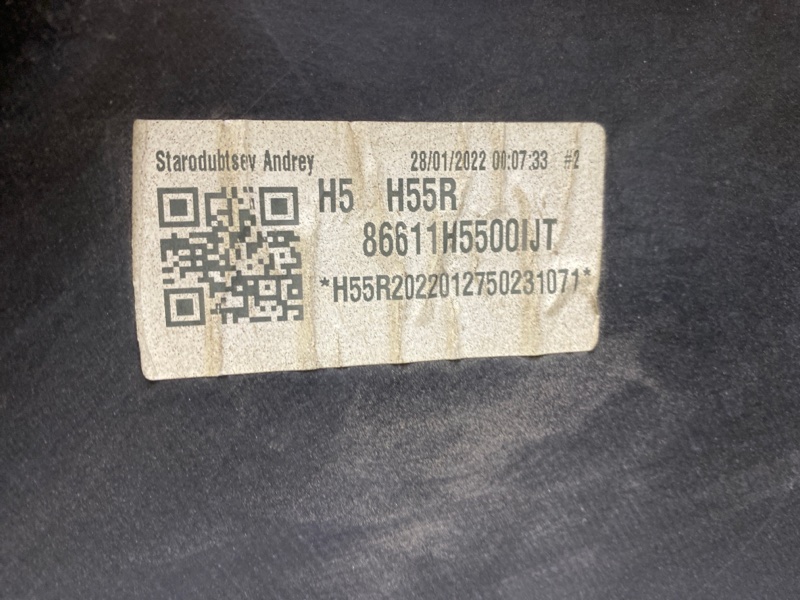 Starodubtsev Andrey 28/01/2022 00:07:33 #2
H5 H55R
86611H5500IJT
*H55R2022012750231071*